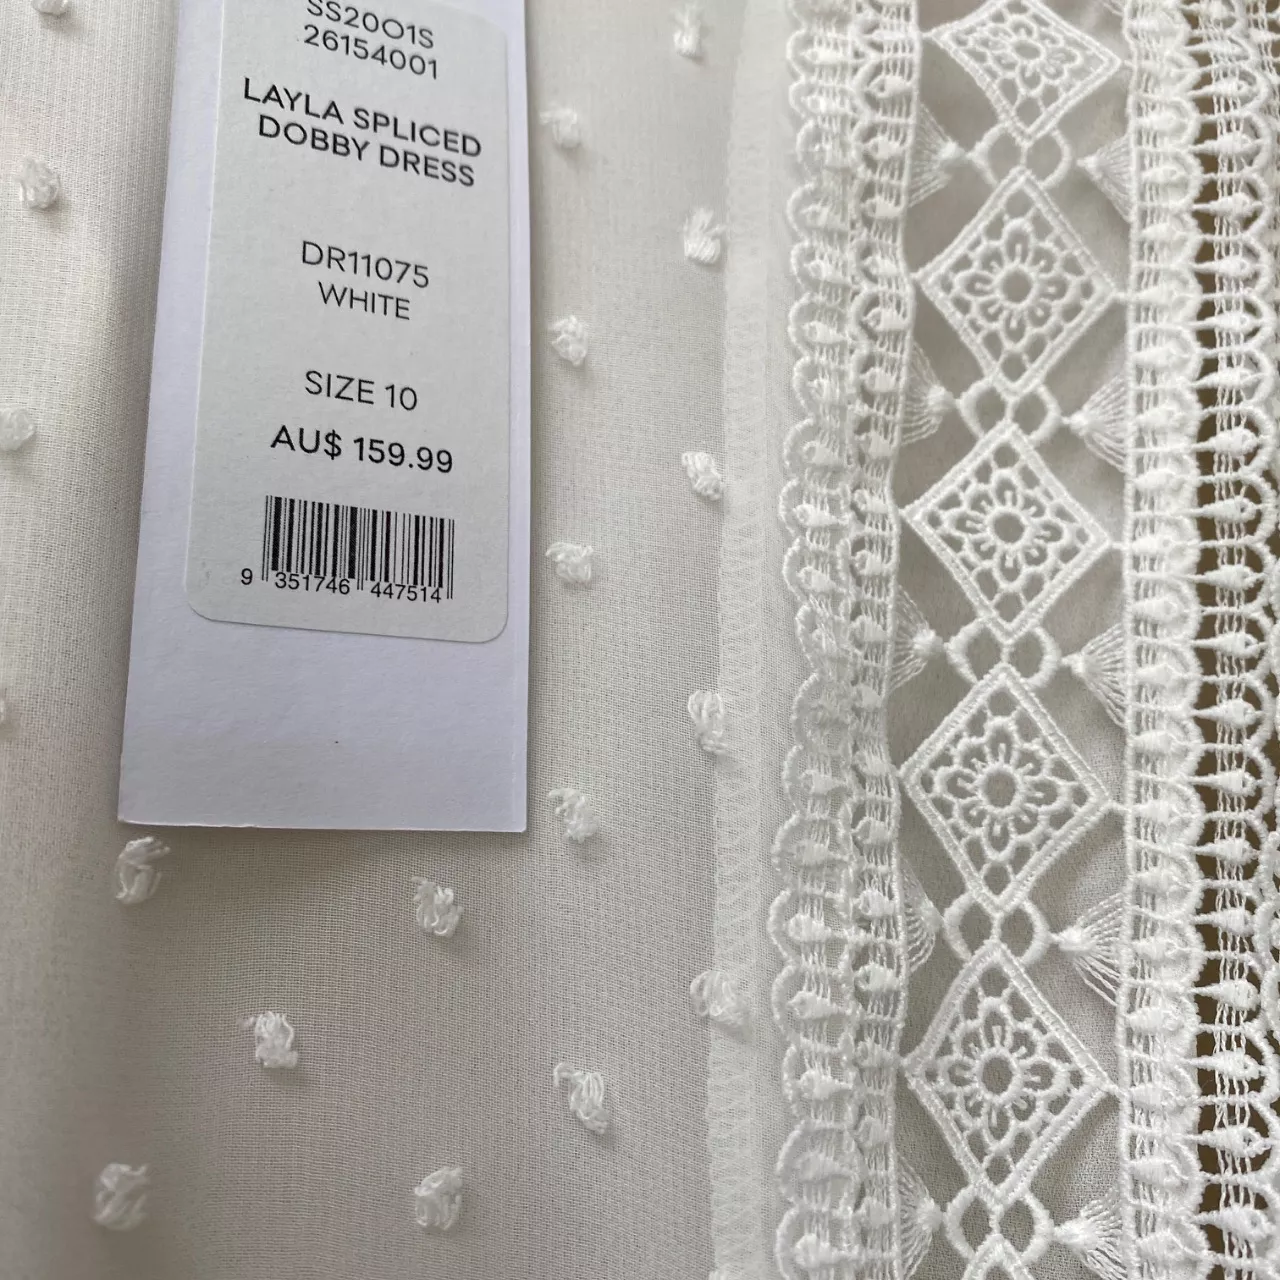 SS20O1S
26154001
LAYLA SPLICED
DOBBY DRESS
DR11075
WHITE
SIZE 10
AU$ 159.99
9 351746 447514